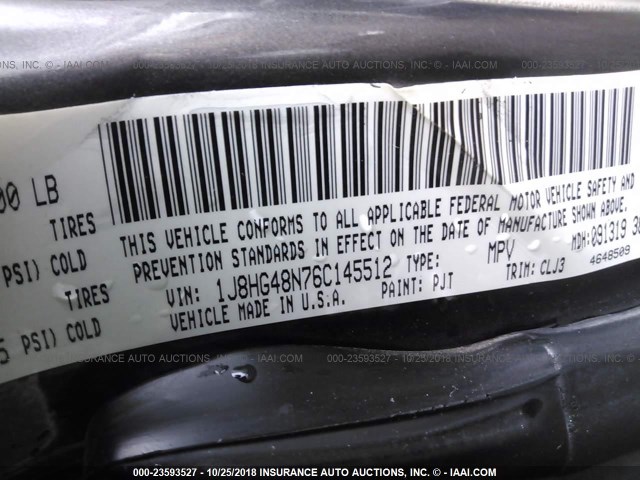 000-23593527 - 10/25/2018 INSURANCE AUTO AUCTIONS, INC. - © - IAAI.COM
00 LB
TIRES
PSI) COLD
TIRES
5 PSI) COLD
THIS VEHICLE CONFORMS TO ALL APPLICABLE FEDERAL MOTOR VEHICLE SAFETY AND
PREVENTION STANDARDS IN EFFECT ON THE DATE OF MANUFACTURE SHOWN ABOVE.
VIN: 1J8HG48N76C145512 TYPE: MPV MDH: 091319 30
VEHICLE MADE IN U.S.A. PAINT: PJT TRIM: CLJ3 4648509
000-23593527 - 10/25/2018 INSURANCE AUTO AUCTIONS, INC. - © - IAAI.COM
000-23593527 - 10/25/2018 INSURANCE AUTO AUCTIONS, INC. - © - IAAI.COM